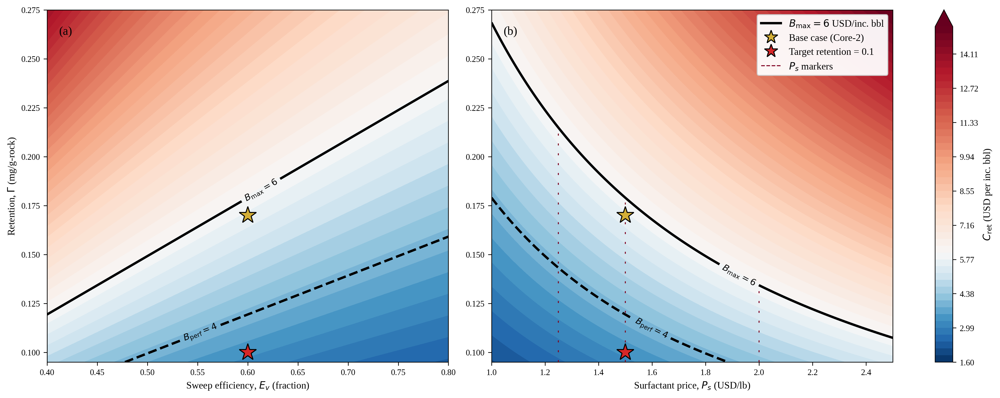 (a)
0.275
0.250
0.225
0.200
0.175
0.150
0.125
0.100
Retention, Γ (mg/g-rock)
B_max = 6
B_perf = 4
0.40 0.45 0.50 0.55 0.60 0.65 0.70 0.75 0.80
Sweep efficiency, E_v (fraction)
(b)
0.275
0.250
0.225
0.200
0.175
0.150
0.125
0.100
B_max = 6 USD/inc. bbl
Base case (Core-2)
Target retention = 0.1
P_s markers
B_max = 6
B_perf = 4
1.0 1.2 1.4 1.6 1.8 2.0 2.2 2.4
Surfactant price, P_s (USD/lb)
14.11
12.72
11.33
9.94
8.55
7.16
5.77
4.38
2.99
1.60
C_ret (USD per inc. bbl)